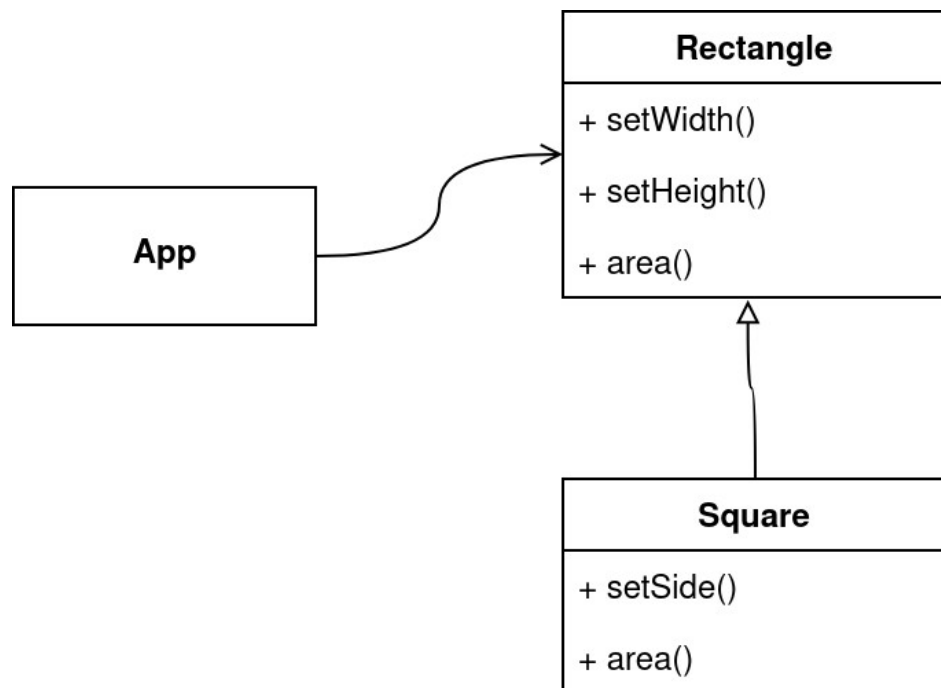 Rectangle
+ setWidth()
+ setHeight()
+ area()
App
Square
+ setSide()
+ area()